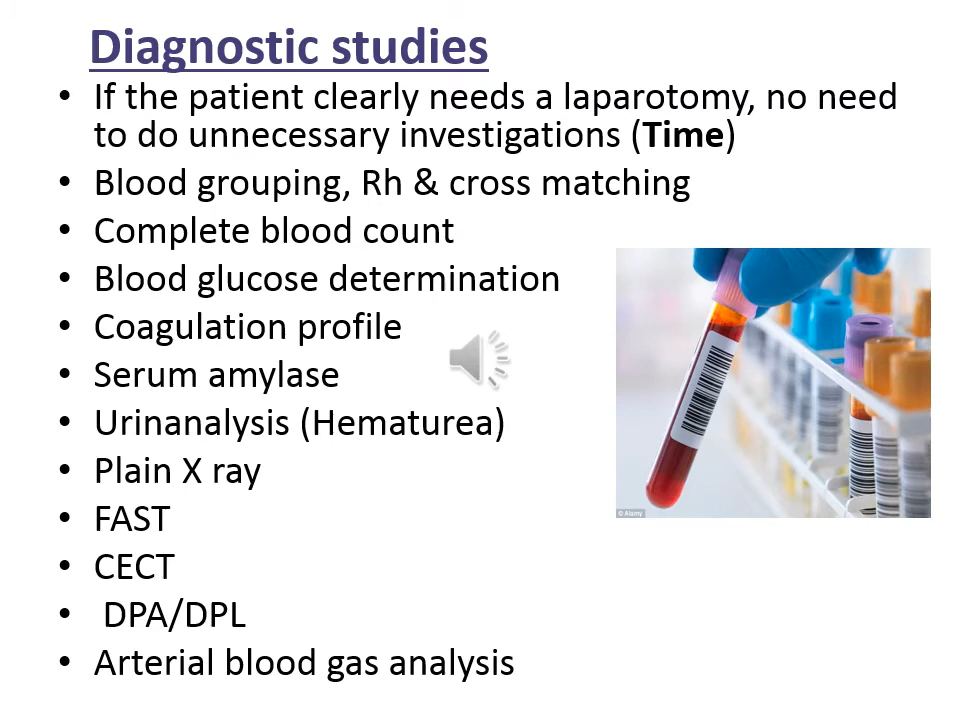 Diagnostic studies
• If the patient clearly needs a laparotomy, no need
to do unnecessary investigations (Time)
• Blood grouping, Rh & cross matching
• Complete blood count
• Blood glucose determination
• Coagulation profile
• Serum amylase
• Urinanalysis (Hematurea)
• Plain X ray
• FAST
• CECT
• DPA/DPL
• Arterial blood gas analysis
© Alamy